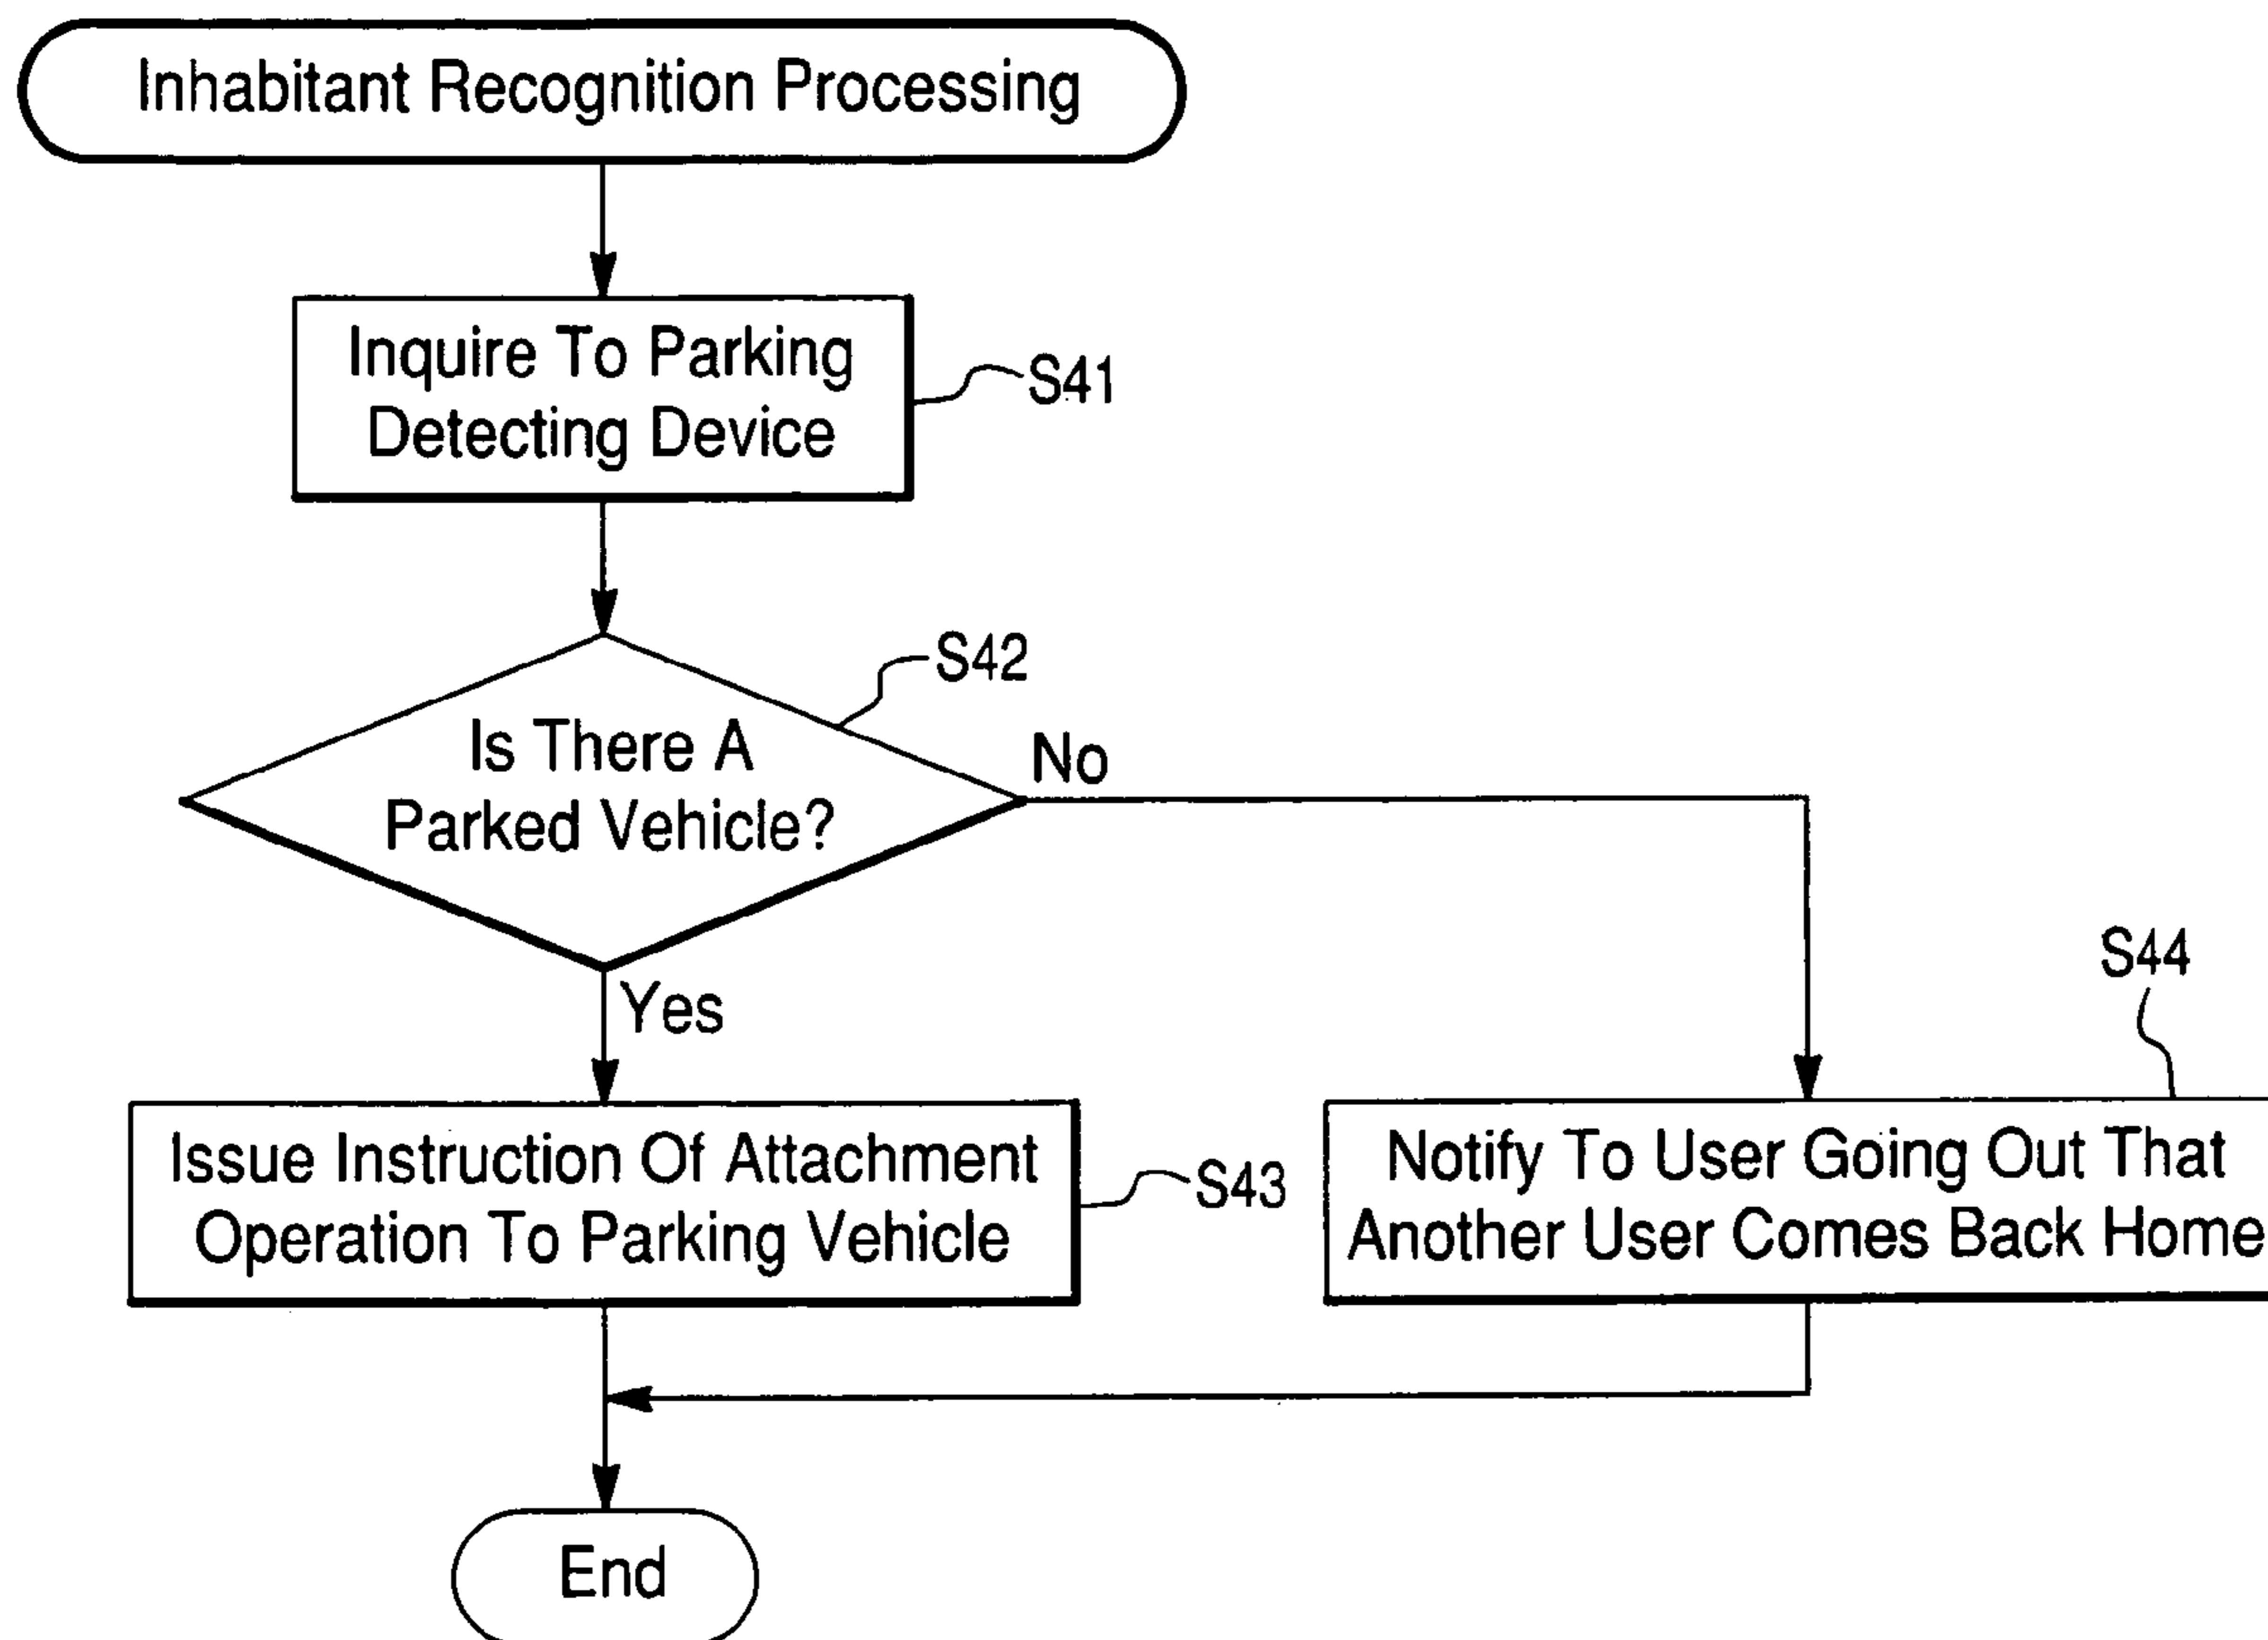 Inhabitant Recognition Processing
Inquire To Parking
Detecting Device
S41
S42
Is There A
Parked Vehicle?
No
Yes
S44
Issue Instruction Of Attachment
Operation To Parking Vehicle
S43
Notify To User Going Out That
Another User Comes Back Home
End